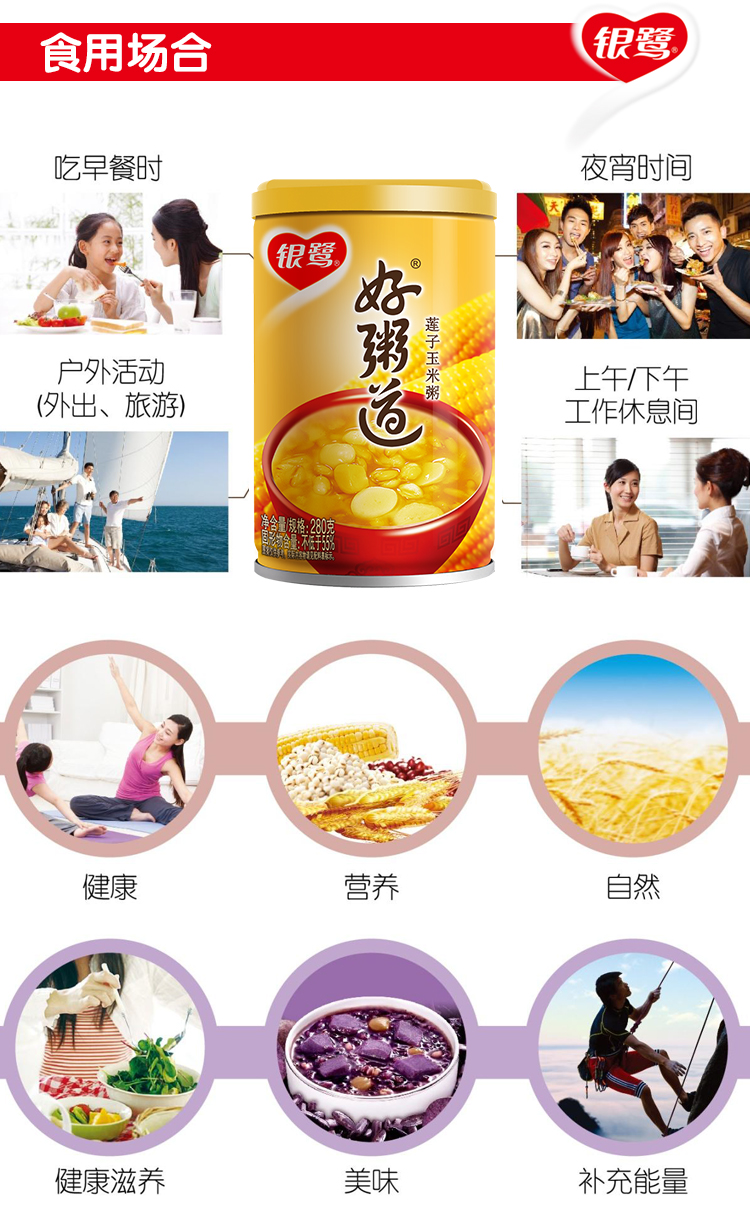 食用场合
银鹭®
吃早餐时
夜宵时间
银鹭®
好粥道®
莲子玉米粥
户外活动
(外出、旅游)
上午/下午
工作休息间
净含量/规格：280克
固形物含量：不低于55%
健康
营养
自然
健康滋养
美味
补充能量